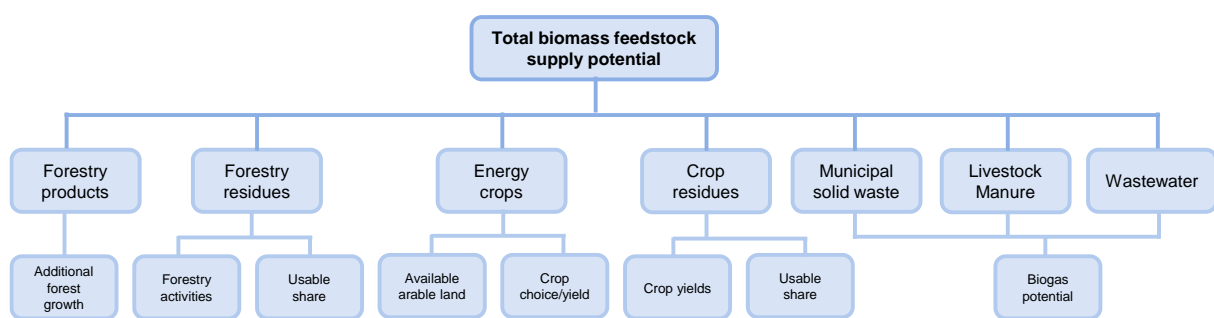 Total biomass feedstock
supply potential
Forestry
products
Forestry
residues
Energy
crops
Crop
residues
Municipal
solid waste
Livestock
Manure
Wastewater
Additional
forest
growth
Forestry
activities
Usable
share
Available
arable land
Crop
choice/yield
Crop yields
Usable
share
Biogas
potential